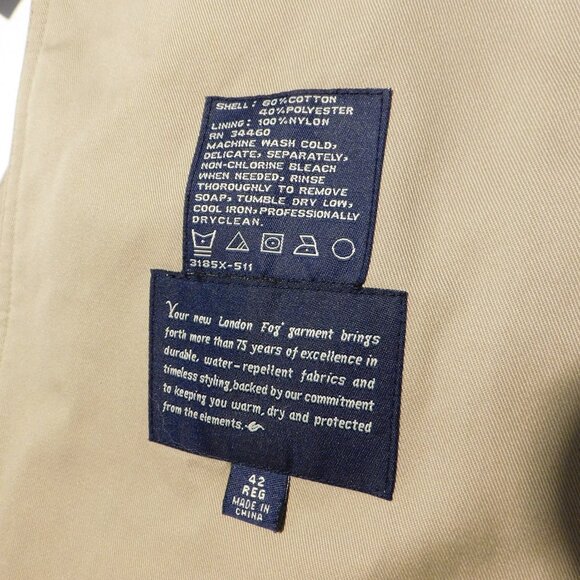 SHELL: 60%COTTON
40%POLYESTER
LINING: 100%NYLON
RN 34460
MACHINE WASH COLD,
DELICATE, SEPARATELY,
NON-CHLORINE BLEACH
WHEN NEEDED, RINSE
THOROUGHLY TO REMOVE
SOAP, TUMBLE DRY LOW,
COOL IRON, PROFESSIONALLY
DRYCLEAN.
3185X-511
Your new London Fog® garment brings
forth more than 75 years of excellence in
durable, water-repellent fabrics and
timeless styling, backed by our commitment
to keeping you warm, dry and protected
from the elements.
42
REG
MADE IN
CHINA